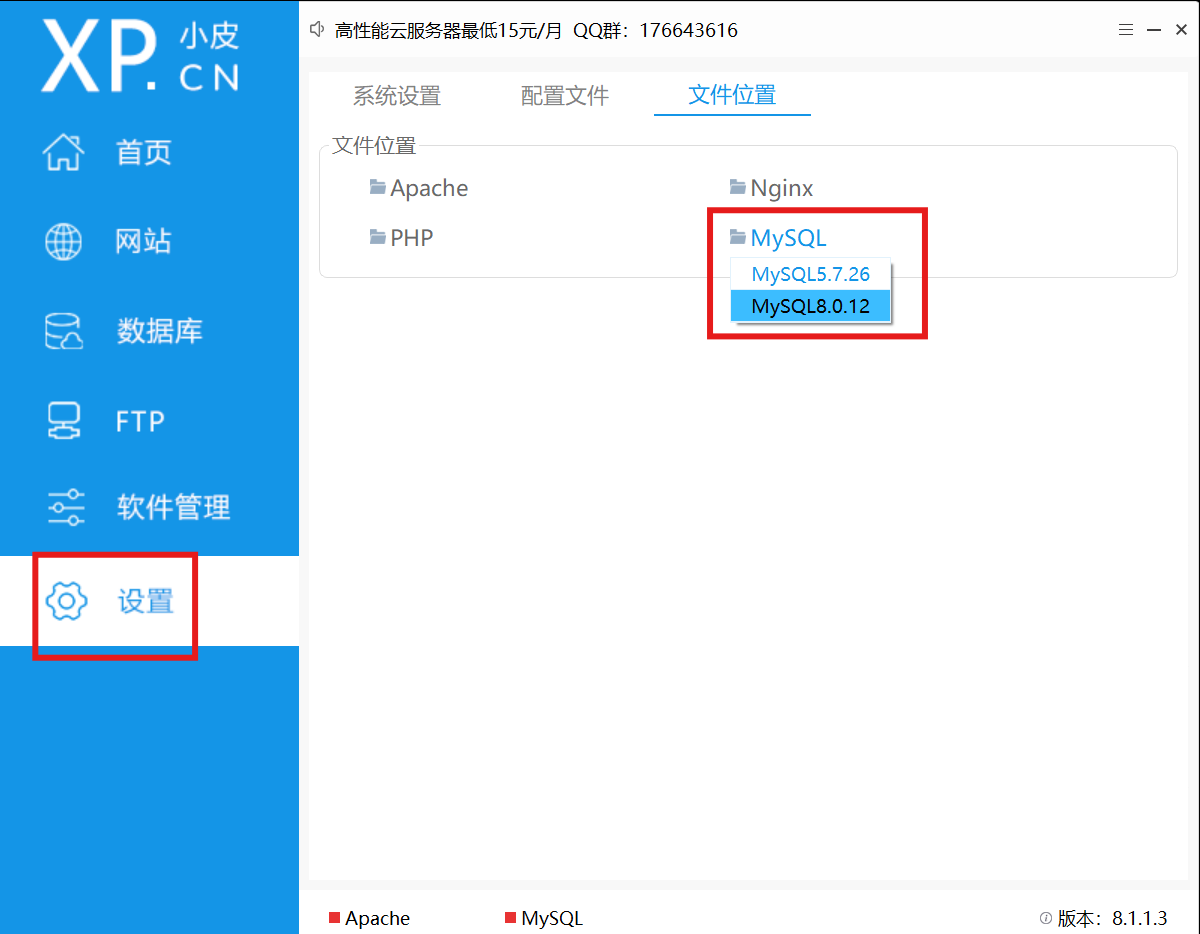 XP.小皮CN
高性能云服务器最低15元/月 QQ群：176643616
首页
网站
数据库
FTP
软件管理
设置
系统设置 配置文件 文件位置
文件位置
Apache Nginx
PHP MySQL
MySQL5.7.26
MySQL8.0.12
Apache MySQL 版本：8.1.1.3